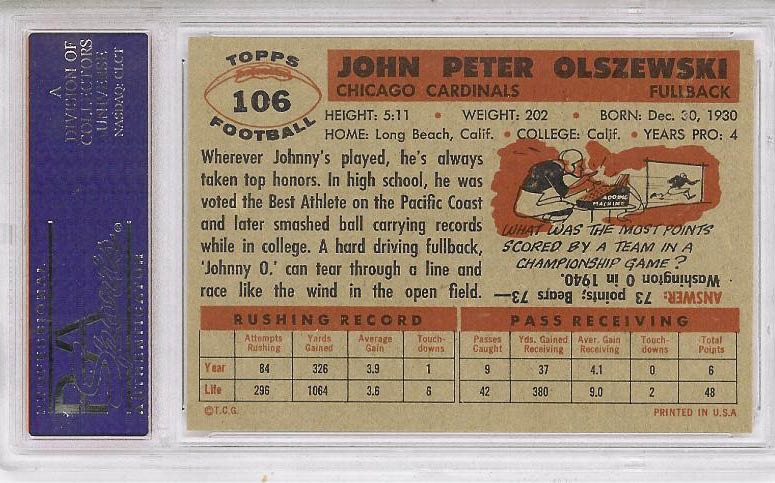 A
DIVISION OF
COLLECTORS
UNIVERSE
NASDAQ: CLCT
PSA
TOPPS
106
FOOTBALL
JOHN PETER OLSZEWSKI
CHICAGO CARDINALS FULLBACK
HEIGHT: 5:11 • WEIGHT: 202 • BORN: Dec. 30, 1930
HOME: Long Beach, Calif. • COLLEGE: Calif. • YEARS PRO: 4
Wherever Johnny's played, he's always
taken top honors. In high school, he was
voted the Best Athlete on the Pacific Coast
and later smashed ball carrying records
while in college. A hard driving fullback,
'Johnny O.' can tear through a line and
race like the wind in the open field.
ADDING
MACHINE
WHAT WAS THE MOST POINTS
SCORED BY A TEAM IN A
CHAMPIONSHIP GAME?
ANSWER: 73 points; Bears 73—
Washington 0 in 1940.
RUSHING RECORD PASS RECEIVING
Attempts Rushing Yards Gained Average Gain Touch-downs Passes Caught Yds. Gained Receiving Aver. Gain Receiving Touch-downs Total Points
Year 84 326 3.9 1 9 37 4.1 0 6
Life 296 1064 3.6 6 42 380 9.0 2 48
©T.C.G. PRINTED IN U.S.A